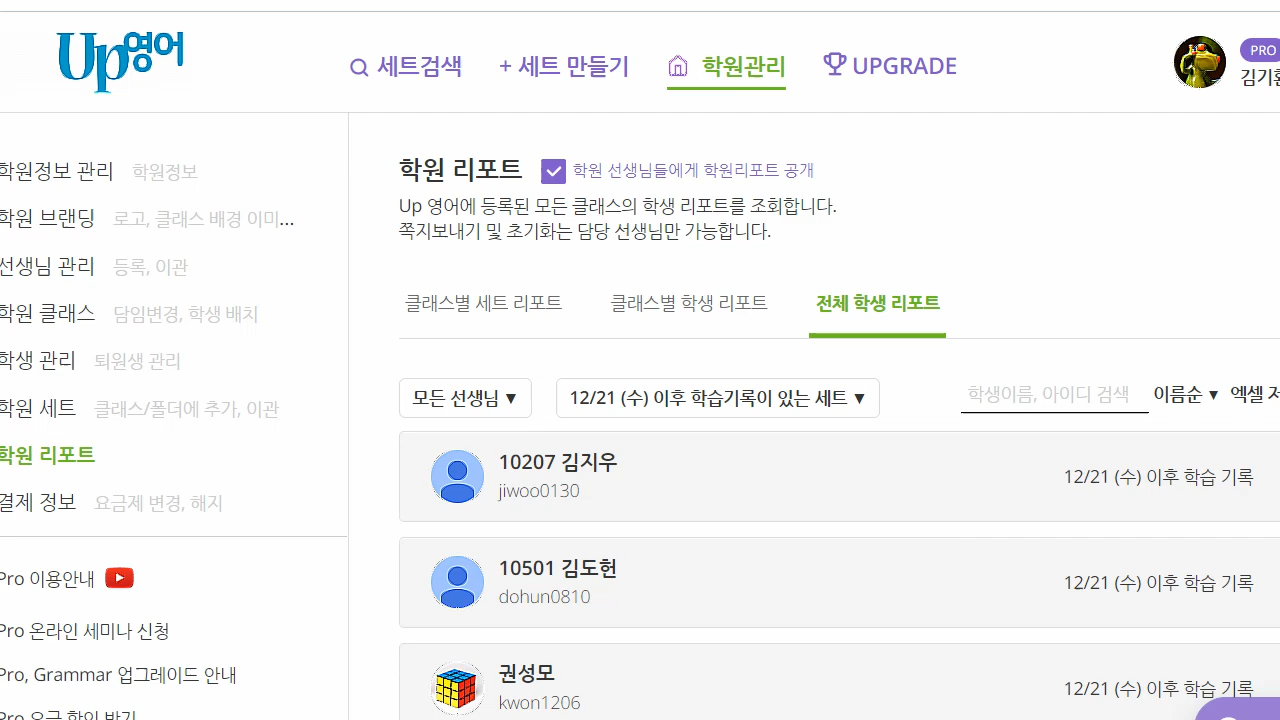 Up영어
세트검색
+ 세트 만들기
학원관리
UPGRADE
PRO
학원정보 관리 학원정보
학원 브랜딩 로고, 클래스 배경 이미...
선생님 관리 등록, 이관
학원 클래스 담임변경, 학생 배치
학생 관리 퇴원생 관리
학원 세트 클래스/폴더에 추가, 이관
학원 리포트
결제 정보 요금제 변경, 해지
Pro 이용안내
Pro 온라인 세미나 신청
Pro, Grammar 업그레이드 안내
학원 리포트 학원 선생님들에게 학원리포트 공개
Up 영어에 등록된 모든 클래스의 학생 리포트를 조회합니다.
쪽지보내기 및 초기화는 담당 선생님만 가능합니다.
클래스별 세트 리포트 클래스별 학생 리포트 전체 학생 리포트
모든 선생님 ▼ 12/21 (수) 이후 학습기록이 있는 세트 ▼ 학생이름, 아이디 검색 이름순 ▼ 엑셀
10207 김지우
jiwoo0130
12/21 (수) 이후 학습 기록
10501 김도헌
dohun0810
12/21 (수) 이후 학습 기록
권성모
kwon1206
12/21 (수) 이후 학습 기록